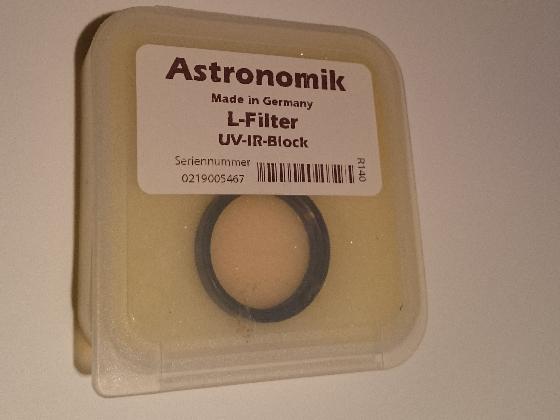 Astronomik
Made in Germany
L-Filter
UV-IR-Block
Seriennummer
0219005467
R140